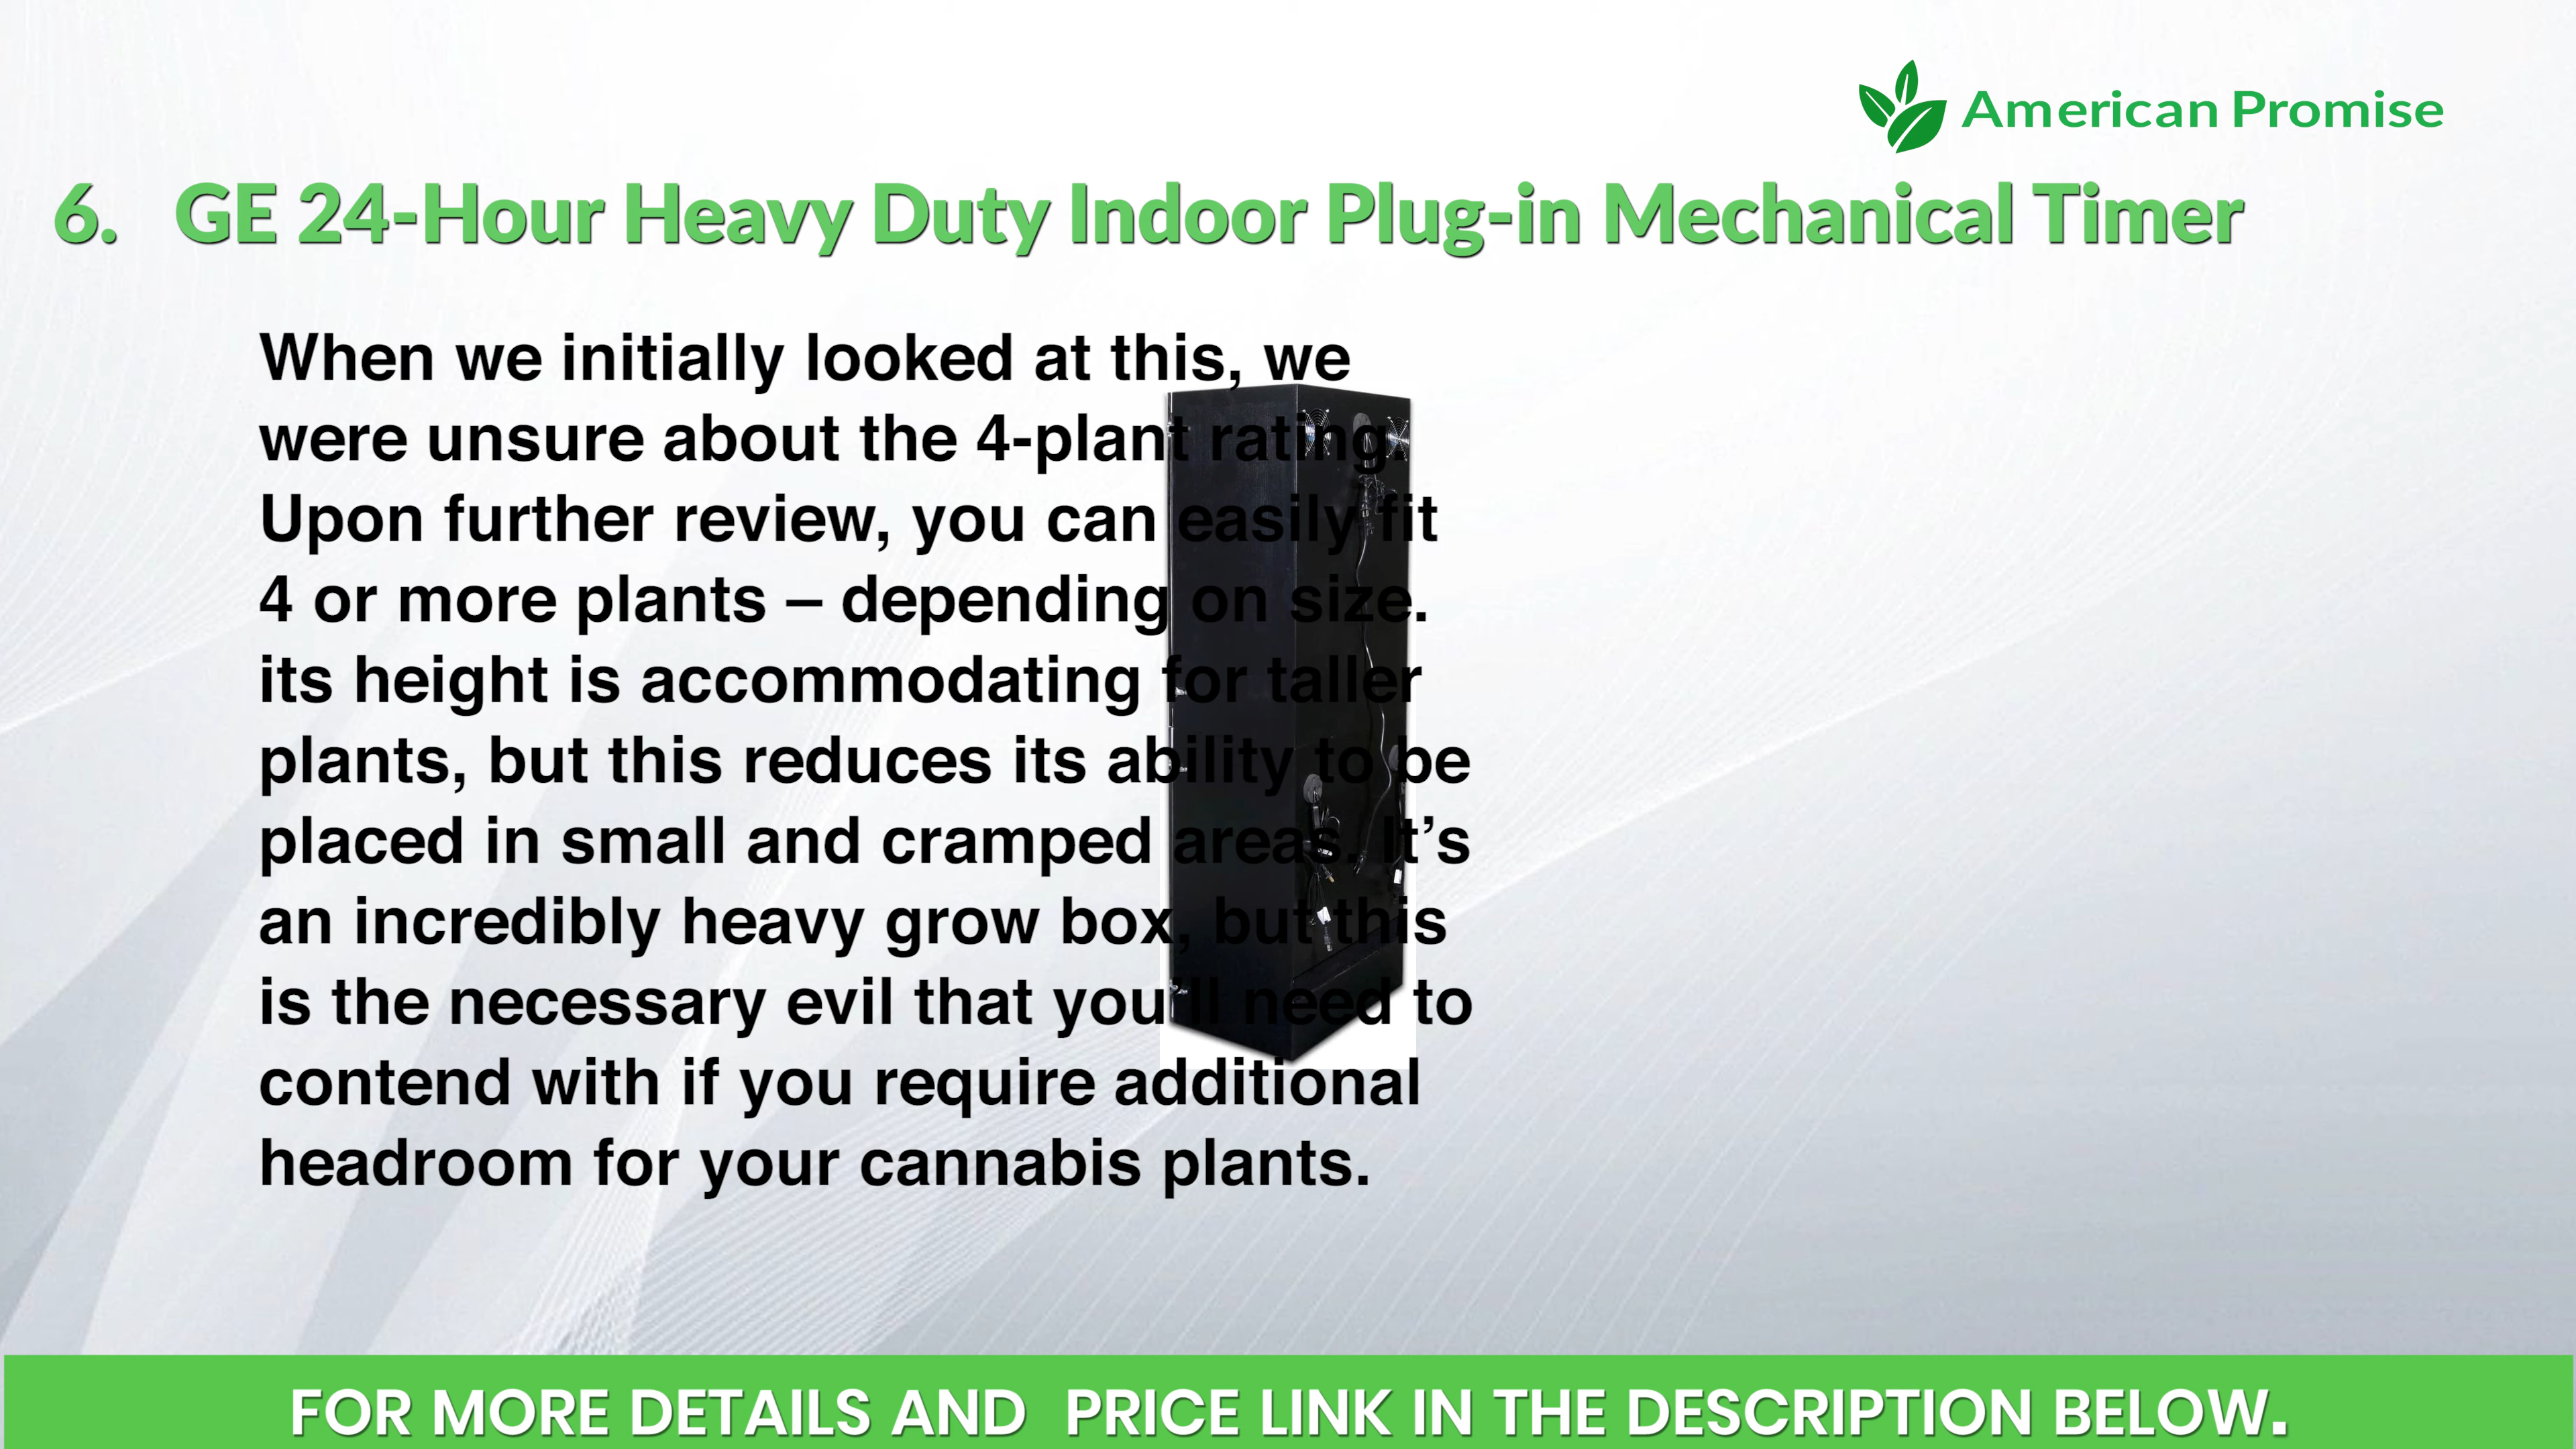 American Promise
6. GE 24-Hour Heavy Duty Indoor Plug-in Mechanical Timer
When we initially looked at this, we
were unsure about the 4-plant rating.
Upon further review, you can easily fit
4 or more plants – depending on size.
its height is accommodating for taller
plants, but this reduces its ability to be
placed in small and cramped areas. It’s
an incredibly heavy grow box, but this
is the necessary evil that you’ll need to
contend with if you require additional
headroom for your cannabis plants.
FOR MORE DETAILS AND PRICE LINK IN THE DESCRIPTION BELOW.